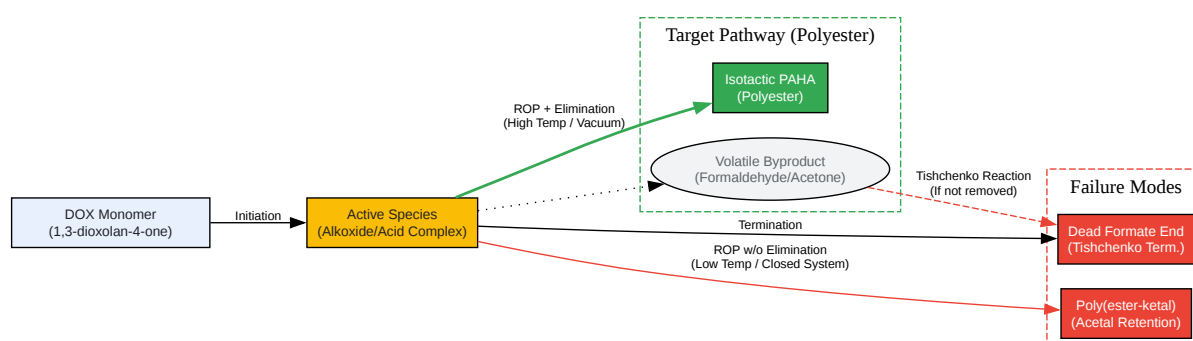 Target Pathway (Polyester)
Isotactic PAHA
(Polyester)
ROP + Elimination
(High Temp / Vacuum)
Volatile Byproduct
(Formaldehyde/Acetone)
Tishchenko Reaction
(If not removed)
Failure Modes
DOX Monomer
(1,3-dioxolan-4-one)
Initiation
Active Species
(Alkoxide/Acid Complex)
Termination
Dead Formate End
(Tishchenko Term.)
ROP w/o Elimination
(Low Temp / Closed System)
Poly(ester-ketal)
(Acetal Retention)